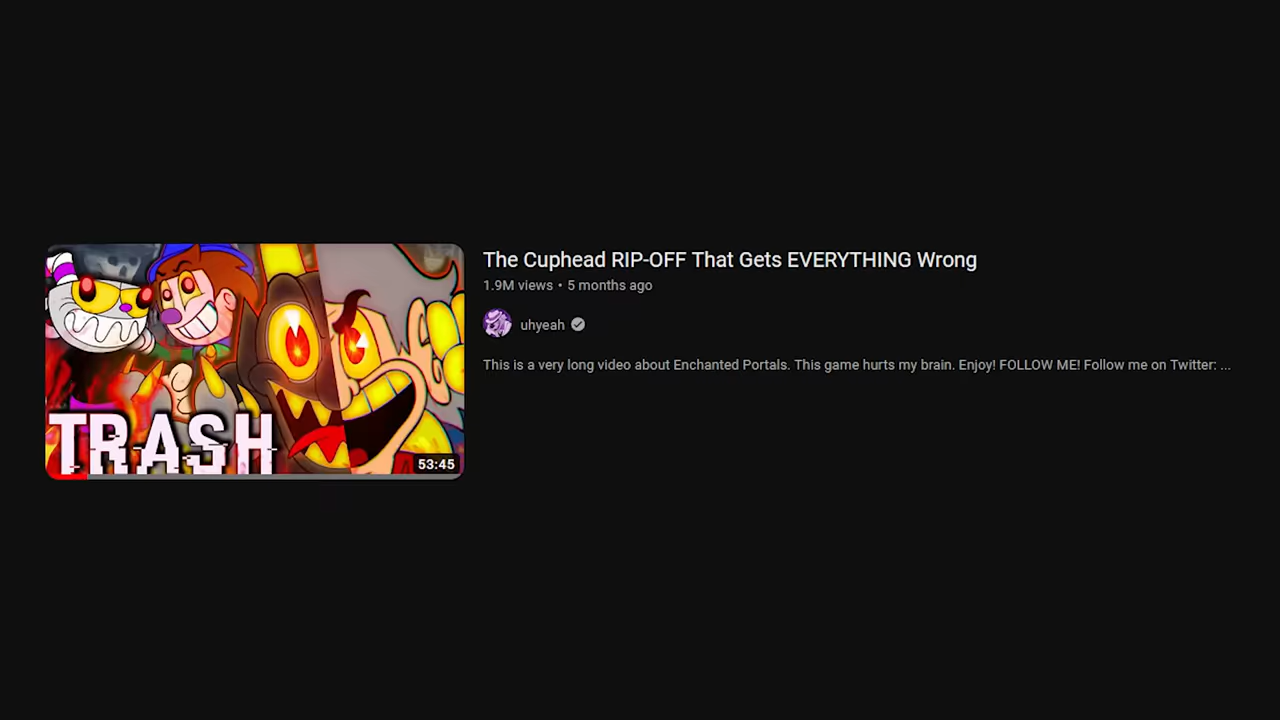 The Cuphead RIP-OFF That Gets EVERYTHING Wrong
1.9M views • 5 months ago
uhyeah
This is a very long video about Enchanted Portals. This game hurts my brain. Enjoy! FOLLOW ME! Follow me on Twitter: ...
TRASH
53:45